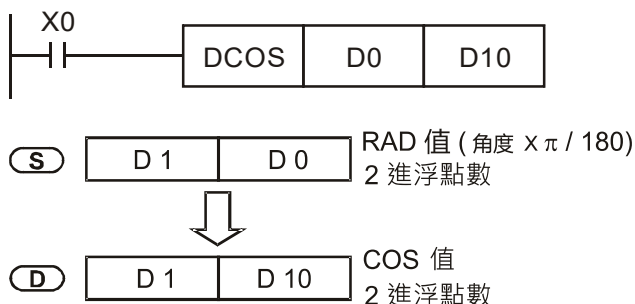 X0
DCOS D0 D10
S D 1 D 0 RAD 值 ( 角度 X π / 180)
2 進浮點數
D D 1 D 10 COS 值
2 進浮點數